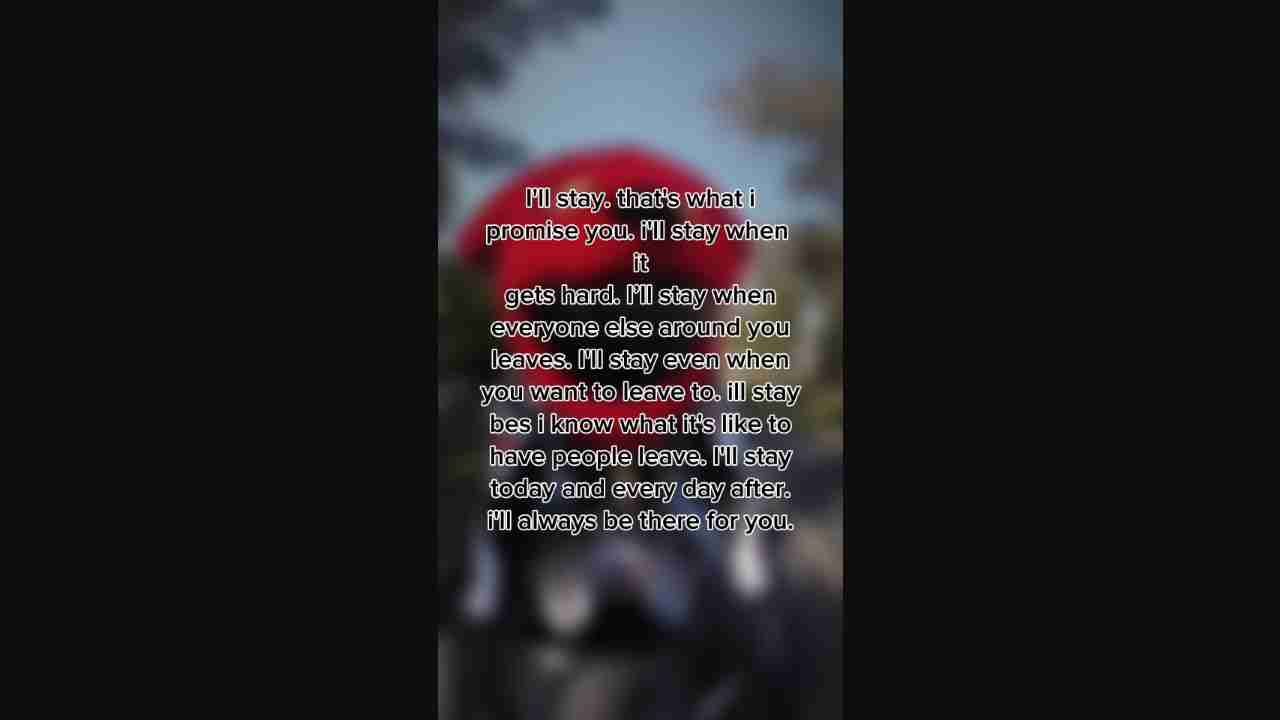 I'll stay. that's what i
promise you. i'll stay when
it
gets hard. I'll stay when
everyone else around you
leaves. I'll stay even when
you want to leave to. ill stay
bes i know what it's like to
have people leave. I'll stay
today and every day after.
i'll always be there for you.